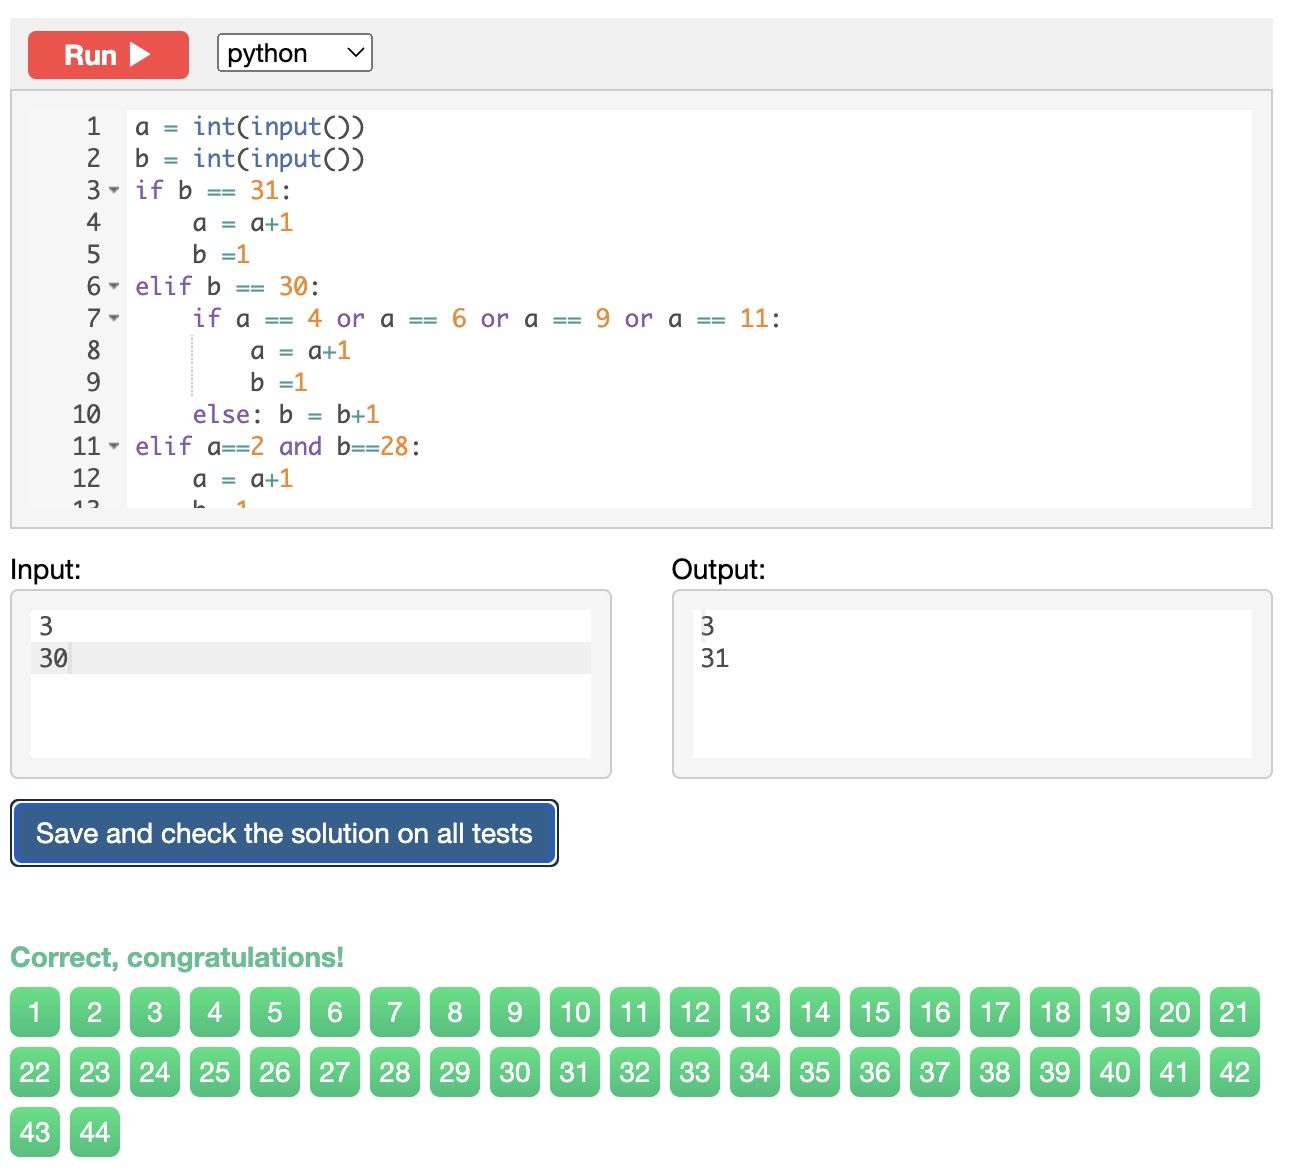 Run
python
1 a = int(input())
2 b = int(input())
3 if b == 31:
4     a = a+1
5     b =1
6 elif b == 30:
7     if a == 4 or a == 6 or a == 9 or a == 11:
8         a = a+1
9         b =1
10     else: b = b+1
11 elif a==2 and b==28:
12     a = a+1
Input:
3
30
Output:
3
31
Save and check the solution on all tests
Correct, congratulations!
1 2 3 4 5 6 7 8 9 10 11 12 13 14 15 16 17 18 19 20 21
22 23 24 25 26 27 28 29 30 31 32 33 34 35 36 37 38 39 40 41 42
43 44